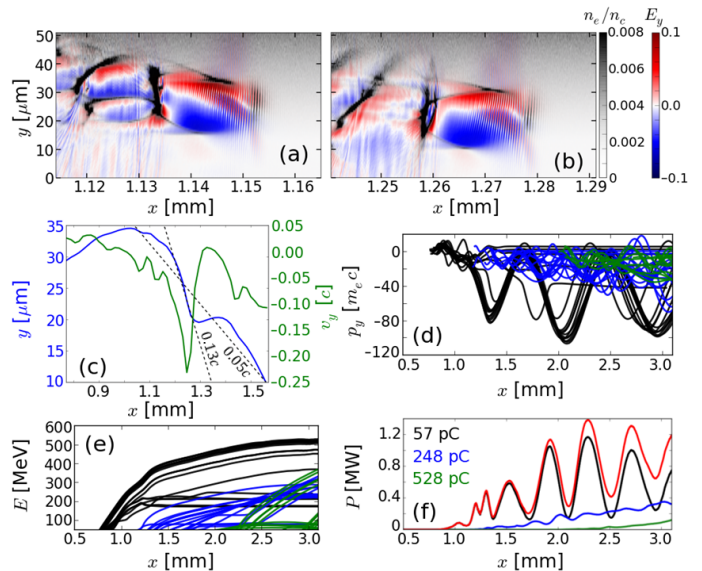 n_e/n_c E_y
50
40
30
20
10
0
y [μm]
(a)
1.12 1.13 1.14 1.15 1.16
x [mm]
(b)
1.25 1.26 1.27 1.28 1.29
x [mm]
0.008
0.006
0.004
0.002
0
0.1
0.0
−0.1
35
30
25
20
15
10
y [μm]
0.05
0.00
−0.05
−0.10
−0.15
−0.20
−0.25
v_y [c]
(c)
0.13c
0.05c
0.9 1.1 1.3 1.5
x [mm]
0
−40
−80
−120
p_y [m_e c]
(d)
0.5 1.0 1.5 2.0 2.5 3.0
x [mm]
600
500
400
300
200
100
E [MeV]
(e)
0.5 1.0 1.5 2.0 2.5 3.0
x [mm]
1.2
0.8
0.4
0
P [MW]
57 pC
248 pC
528 pC
(f)
0.5 1.0 1.5 2.0 2.5 3.0
x [mm]